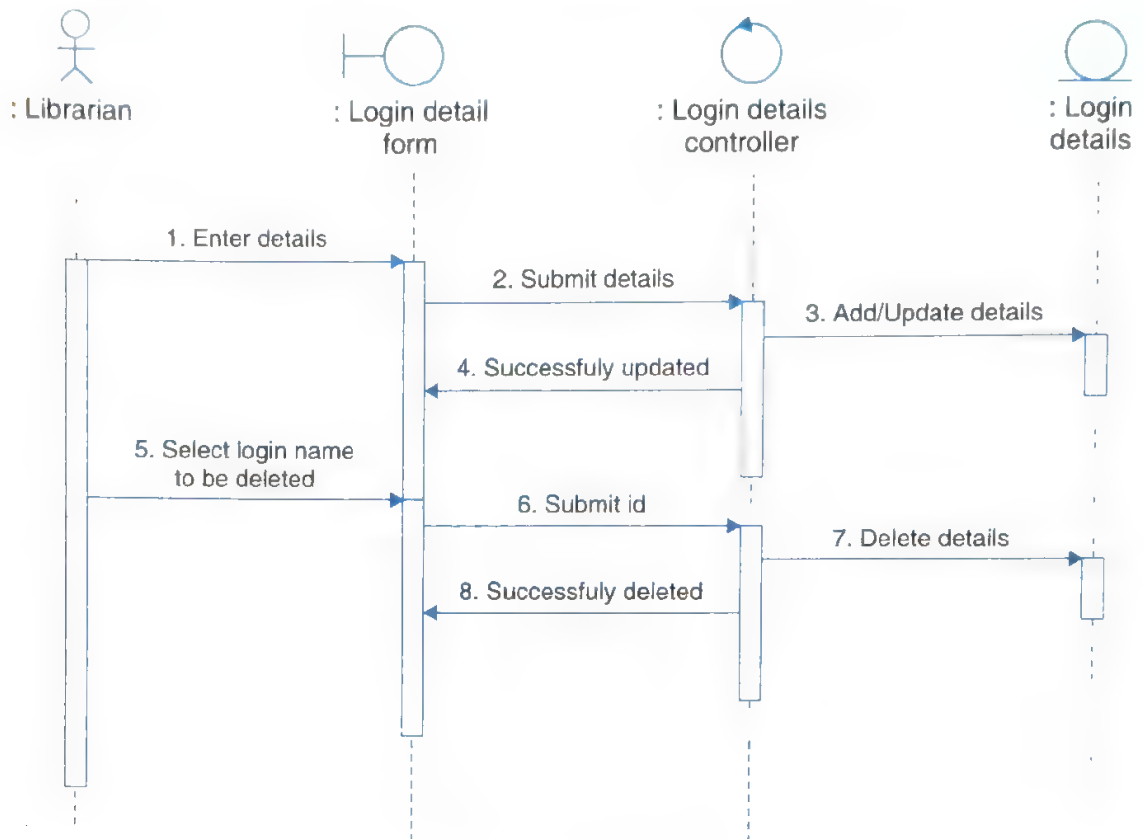 : Librarian
: Login detail
form
: Login details
controller
: Login
details
1. Enter details
2. Submit details
3. Add/Update details
4. Successfuly updated
5. Select login name
to be deleted
6. Submit id
7. Delete details
8. Successfuly deleted